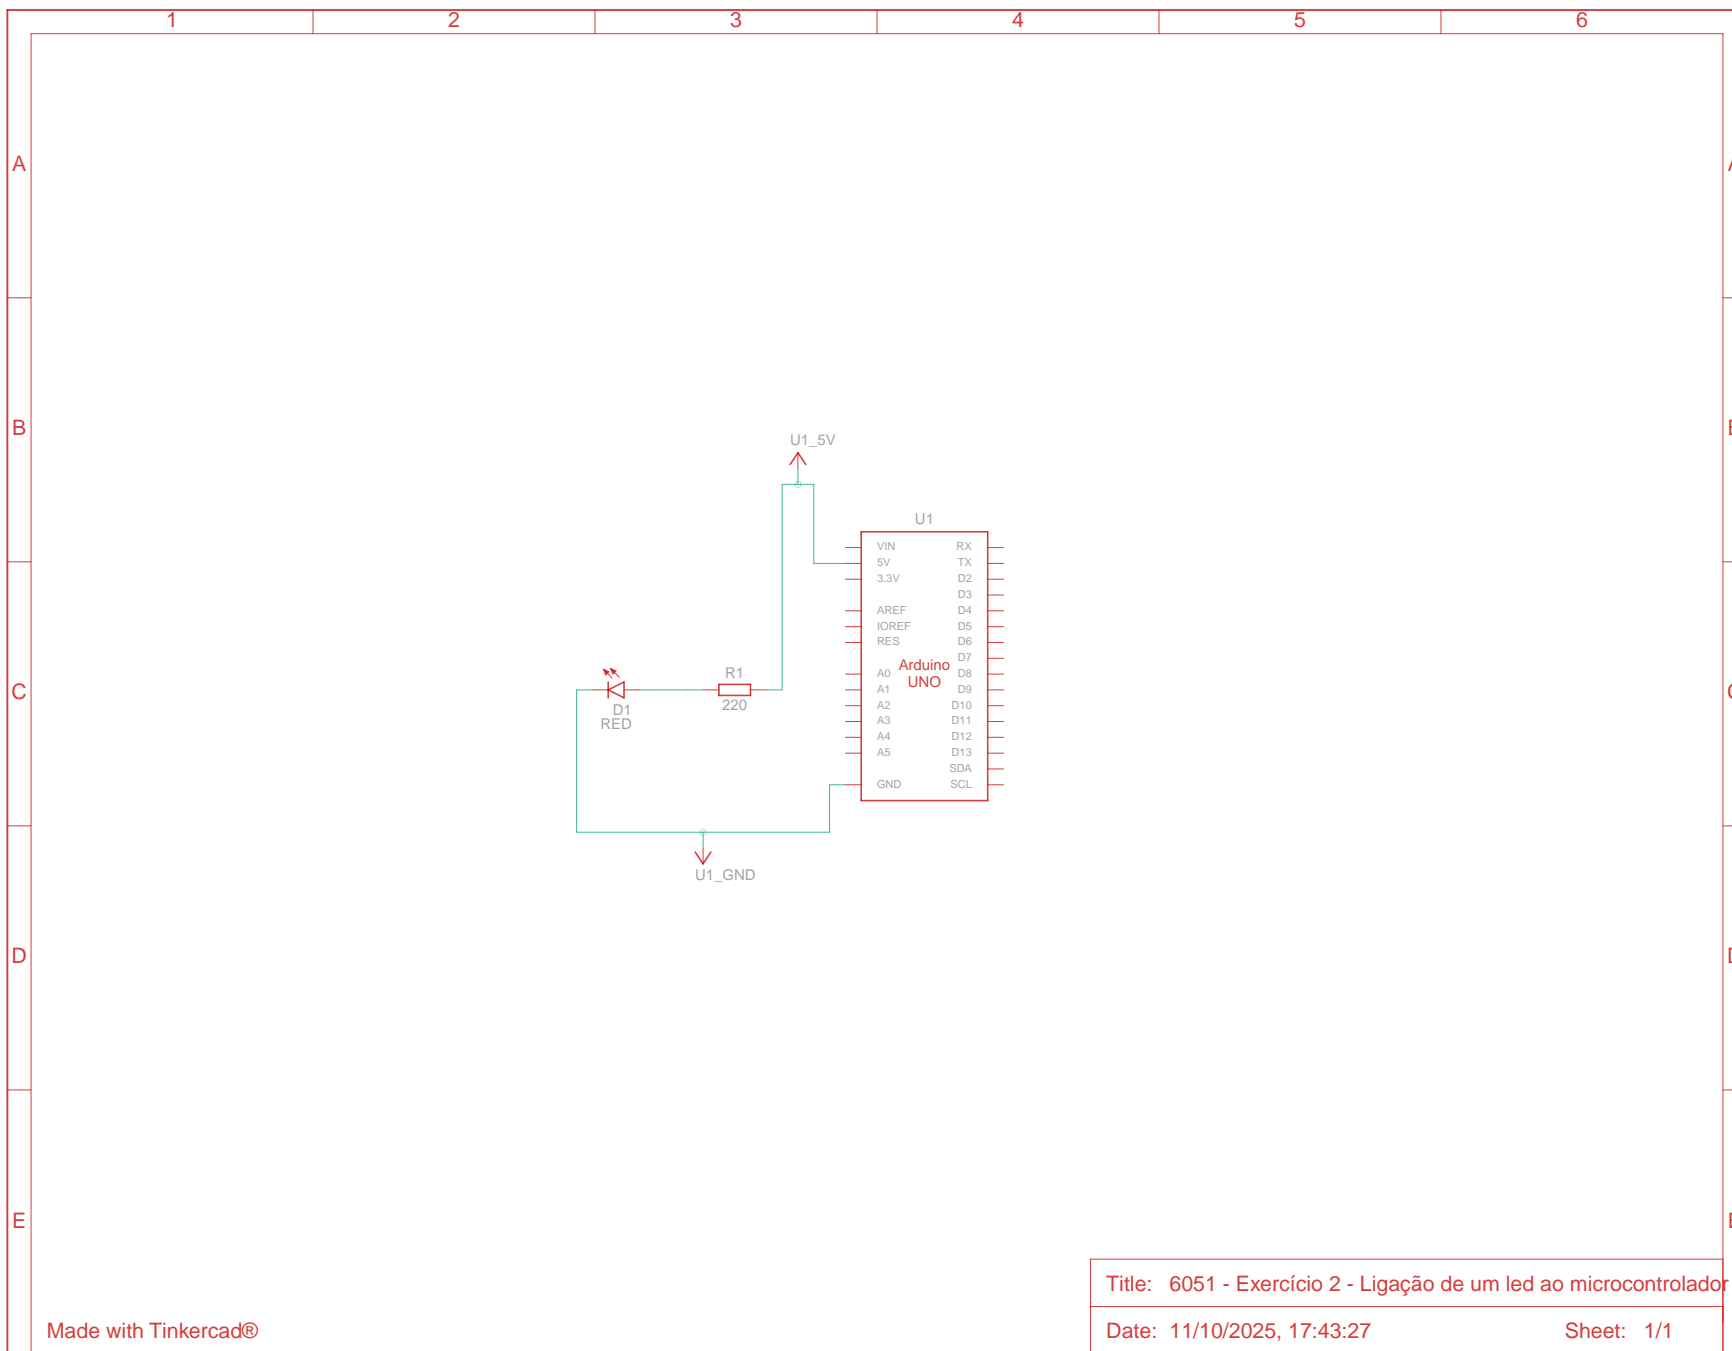 1 2 3 4 5 6
A A
B B
U1_5V
U1
VIN RX
5V TX
3.3V D2
D3
AREF D4
IOREF D5
RES D6
D7
Arduino
UNO
A0 D8
A1 D9
A2 D10
A3 D11
A4 D12
A5 D13
SDA
GND SCL
R1
220
C C
D1
RED
U1_GND
D D
E E
Title: 6051 - Exercício 2 - Ligação de um led ao microcontrolador
Made with Tinkercad®
Date: 11/10/2025, 17:43:27 Sheet: 1/1